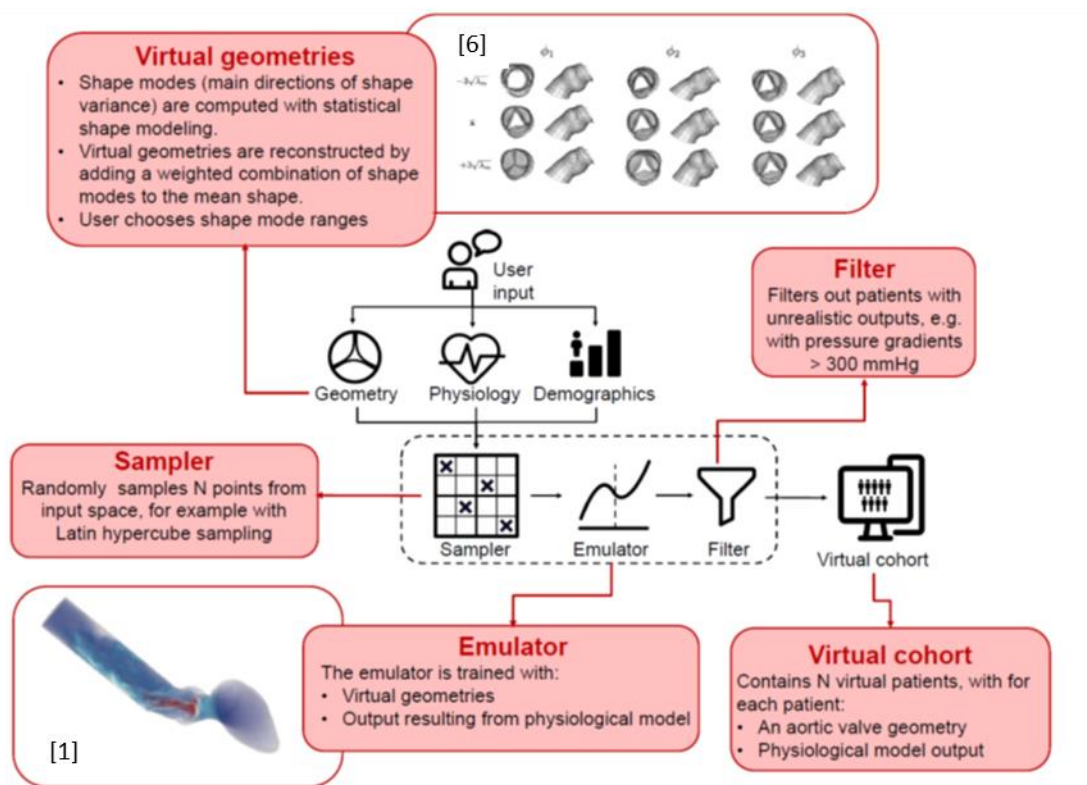 Virtual geometries
• Shape modes (main directions of shape
variance) are computed with statistical
shape modeling.
• Virtual geometries are reconstructed by
adding a weighted combination of shape
modes to the mean shape.
• User chooses shape mode ranges
[6]
ϕ1 ϕ2 ϕ3
User
input
Geometry Physiology Demographics
Filter
Filters out patients with
unrealistic outputs, e.g.
with pressure gradients
> 300 mmHg
Sampler
Randomly samples N points from
input space, for example with
Latin hypercube sampling
Sampler Emulator Filter
Virtual cohort
[1]
Emulator
The emulator is trained with:
• Virtual geometries
• Output resulting from physiological model
Virtual cohort
Contains N virtual patients, with for
each patient:
• An aortic valve geometry
• Physiological model output